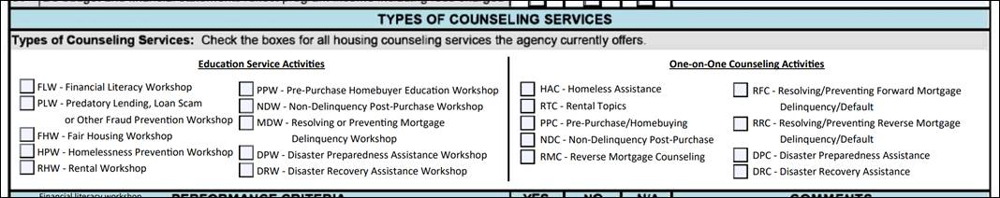 TYPES OF COUNSELING SERVICES
Types of Counseling Services: Check the boxes for all housing counseling services the agency currently offers.
Education Service Activities
FLW - Financial Literacy Workshop
PLW - Predatory Lending, Loan Scam
or Other Fraud Prevention Workshop
FHW - Fair Housing Workshop
HPW - Homelessness Prevention Workshop
RHW - Rental Workshop
PPW - Pre-Purchase Homebuyer Education Workshop
NDW - Non-Delinquency Post-Purchase Workshop
MDW - Resolving or Preventing Mortgage
Delinquency Workshop
DPW - Disaster Preparedness Assistance Workshop
DRW - Disaster Recovery Assistance Workshop
One-on-One Counseling Activities
HAC - Homeless Assistance
RTC - Rental Topics
PPC - Pre-Purchase/Homebuying
NDC - Non-Delinquency Post-Purchase
RMC - Reverse Mortgage Counseling
RFC - Resolving/Preventing Forward Mortgage
Delinquency/Default
RRC - Resolving/Preventing Reverse Mortgage
Delinquency/Default
DPC - Disaster Preparedness Assistance
DRC - Disaster Recovery Assistance
Financial literacy workshop
PERFORMANCE CRITERIA YES NO N/A COMMENTS